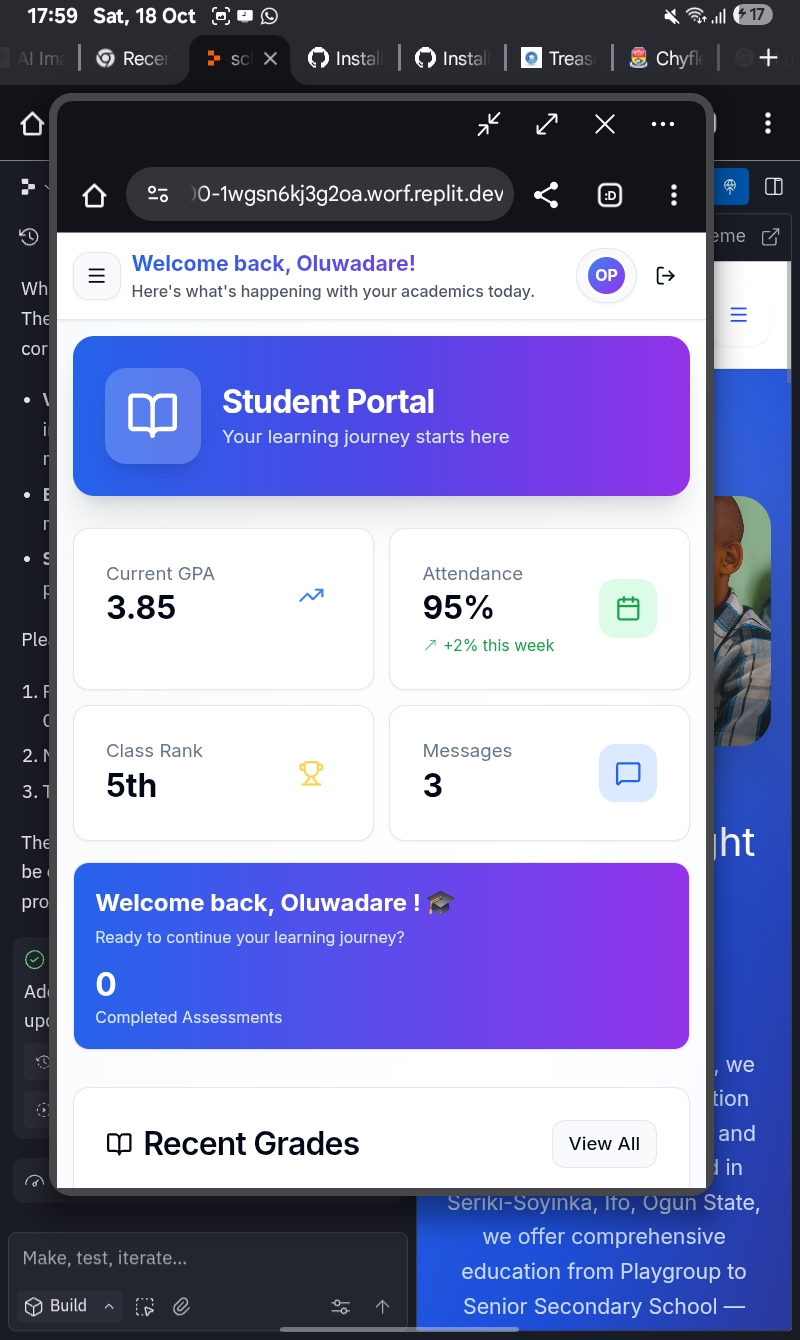 17:59 Sat, 18 Oct 17
AI Ima
Recer
sc
Install
Install
Treas
Chyfl
00-1wgsn6kj3g2oa.worf.replit.dev
:D
eme
Welcome back, Oluwadare!
Here's what's happening with your academics today.
OP
Student Portal
Your learning journey starts here
Current GPA
3.85
Attendance
95%
↗ +2% this week
Class Rank
5th
Messages
3
Welcome back, Oluwadare ! 🎓
Ready to continue your learning journey?
0
Completed Assessments
Recent Grades
View All
Wh
The
cor
Ple
1.
2.
3.
The
be
pro
Ado
upd
ght
, we
tion
and
d in
Seriki-Soyinka, Ifo, Ogun State,
we offer comprehensive
education from Playgroup to
Senior Secondary School —
Make, test, iterate...
Build